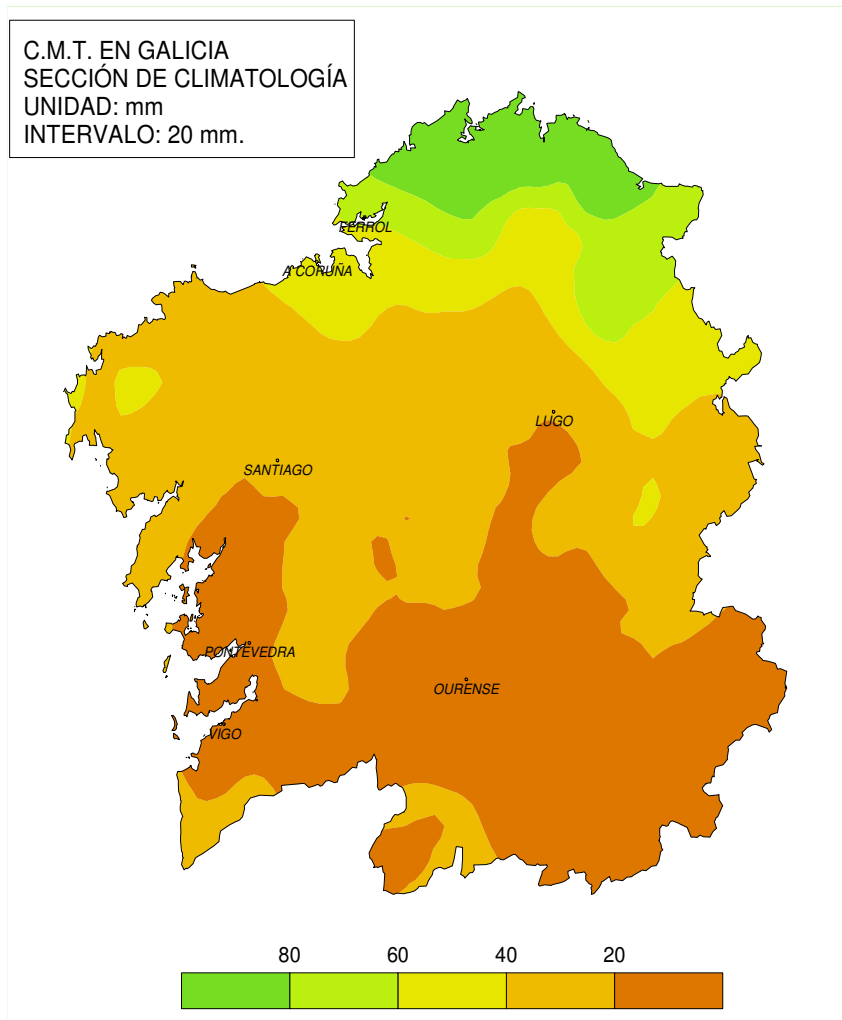 C.M.T. EN GALICIA
SECCIÓN DE CLIMATOLOGÍA
UNIDAD: mm
INTERVALO: 20 mm.
FERROL
A CORUÑA
LUGO
SANTIAGO
PONTEVEDRA
OURENSE
VIGO
80 60 40 20